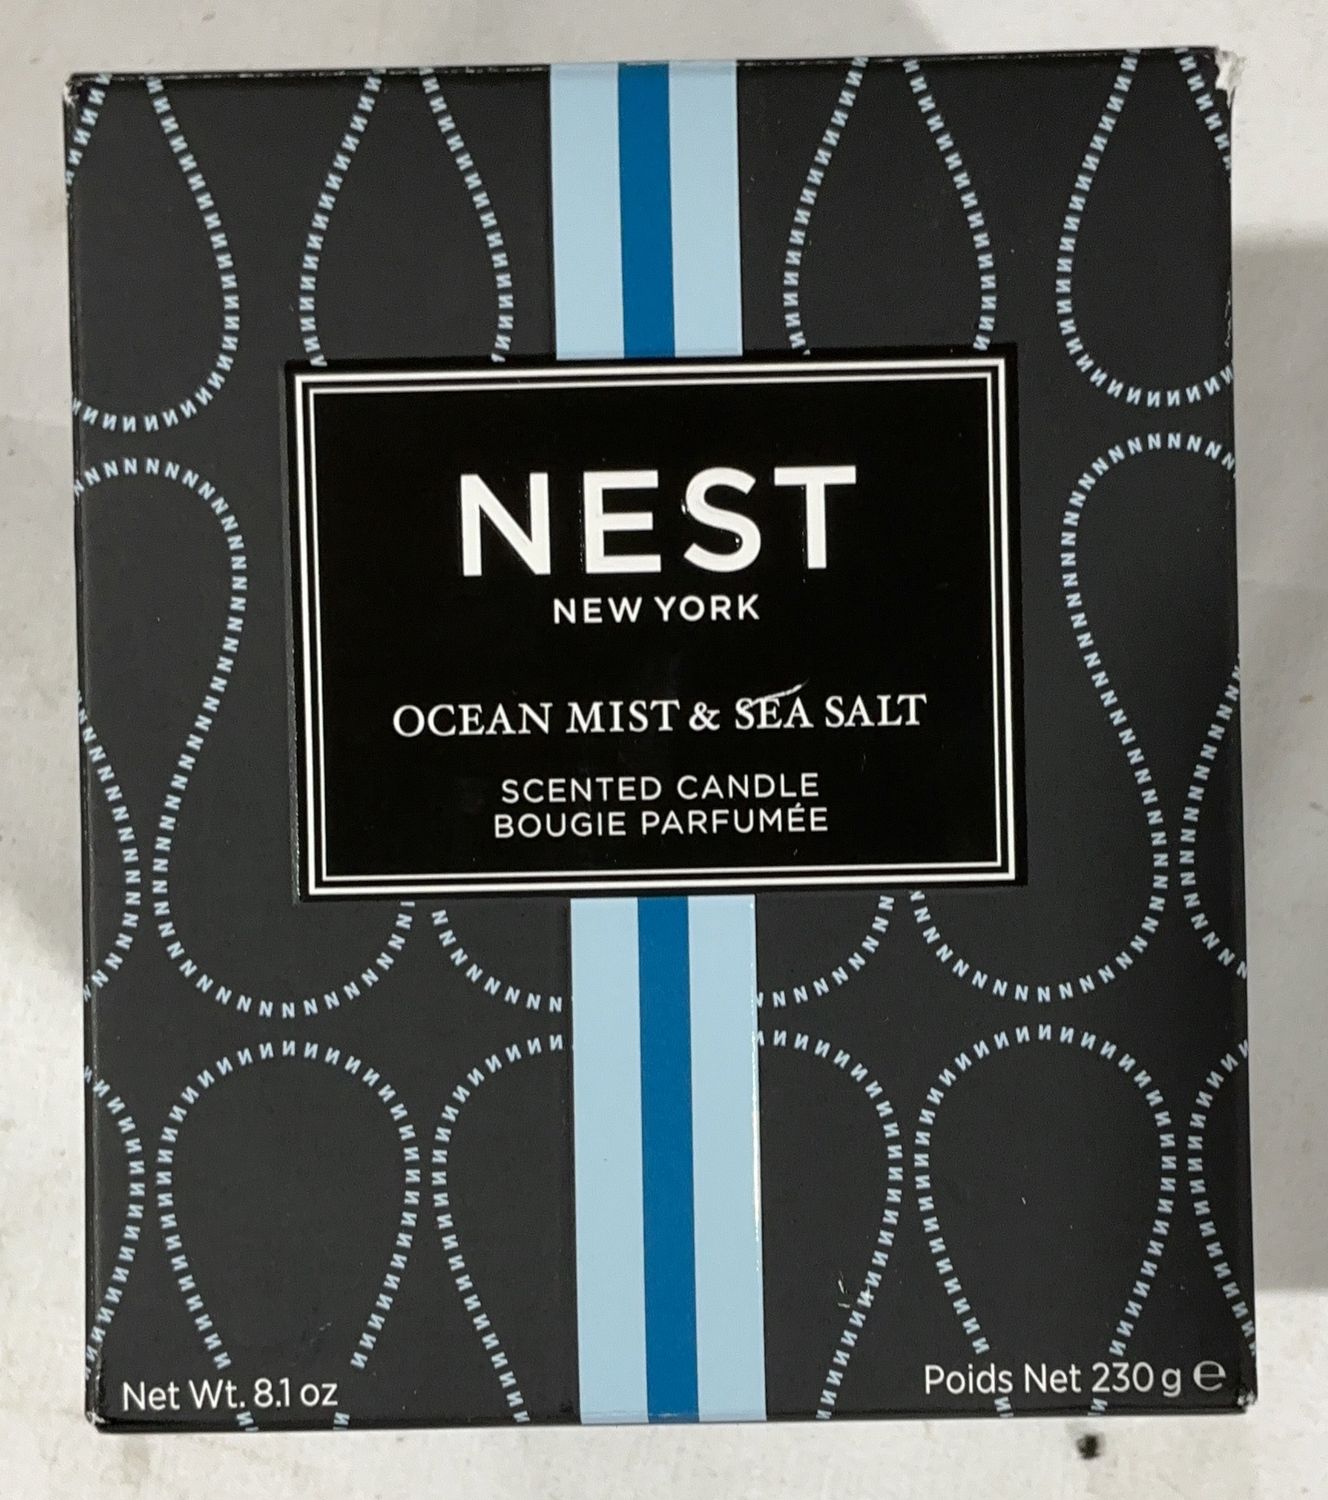 NEST
NEW YORK
OCEAN MIST & SEA SALT
SCENTED CANDLE
BOUGIE PARFUMÉE
Net Wt. 8.1 oz
Poids Net 230 g ℮